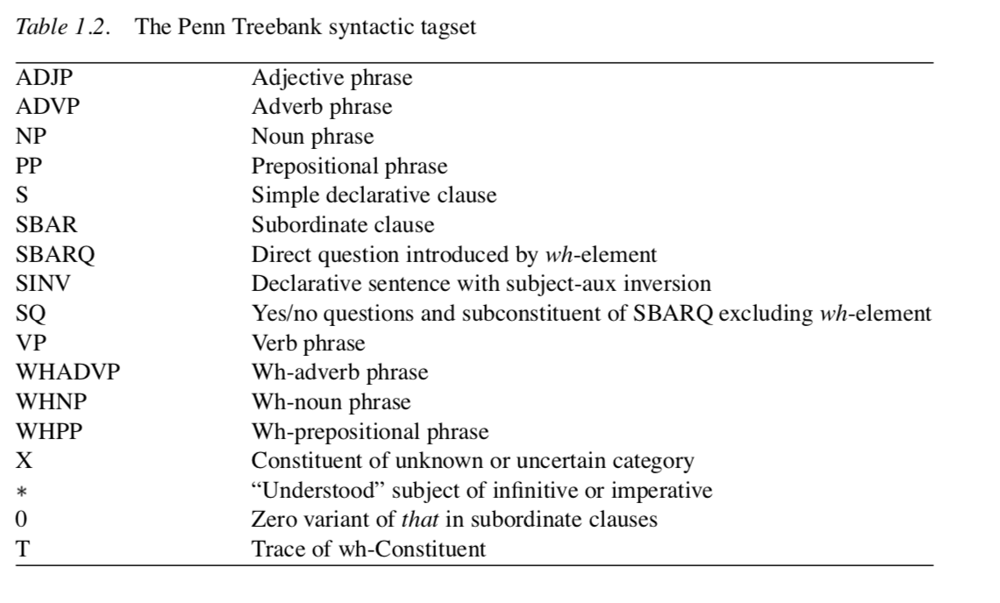 Table 1.2. The Penn Treebank syntactic tagset
ADJP Adjective phrase
ADVP Adverb phrase
NP Noun phrase
PP Prepositional phrase
S Simple declarative clause
SBAR Subordinate clause
SBARQ Direct question introduced by wh-element
SINV Declarative sentence with subject-aux inversion
SQ Yes/no questions and subconstituent of SBARQ excluding wh-element
VP Verb phrase
WHADVP Wh-adverb phrase
WHNP Wh-noun phrase
WHPP Wh-prepositional phrase
X Constituent of unknown or uncertain category
* “Understood” subject of infinitive or imperative
0 Zero variant of that in subordinate clauses
T Trace of wh-Constituent